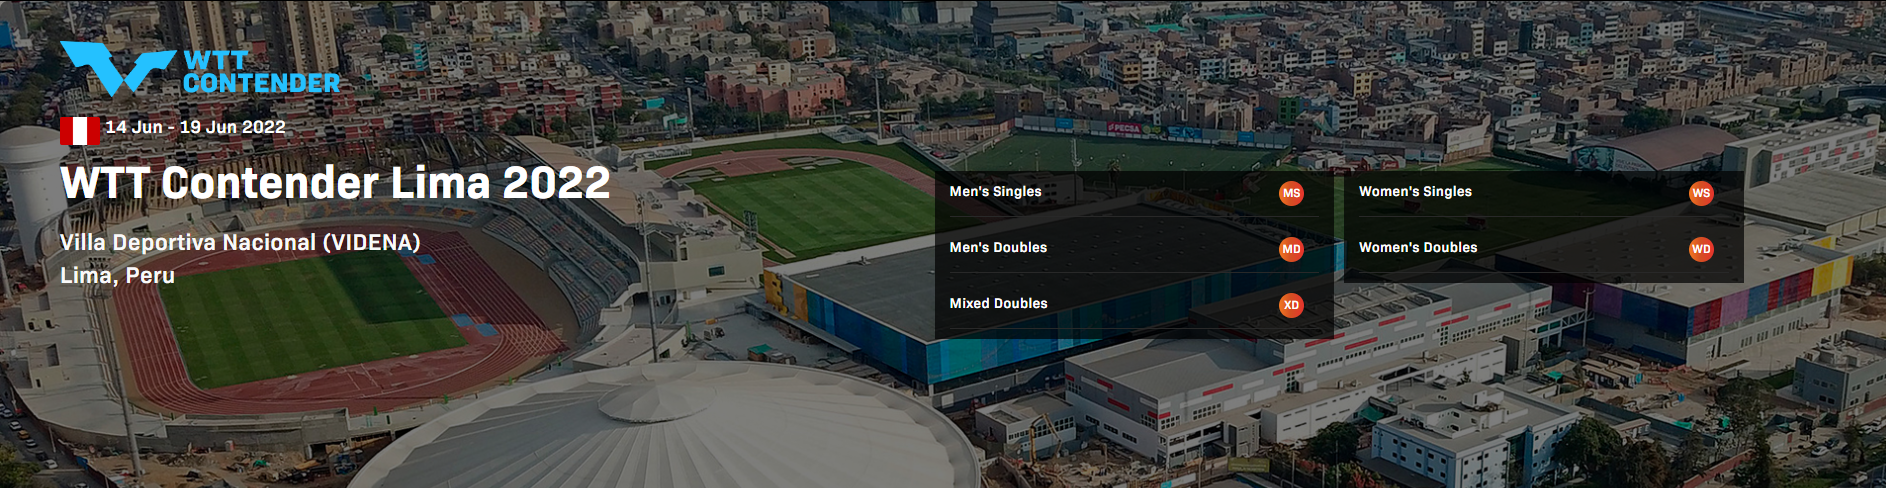 WTT
CONTENDER
14 Jun - 19 Jun 2022
WTT Contender Lima 2022
Villa Deportiva Nacional (VIDENA)
Lima, Peru
Men's Singles MS
Men's Doubles MD
Mixed Doubles XD
Women's Singles WS
Women's Doubles WD
PECSA